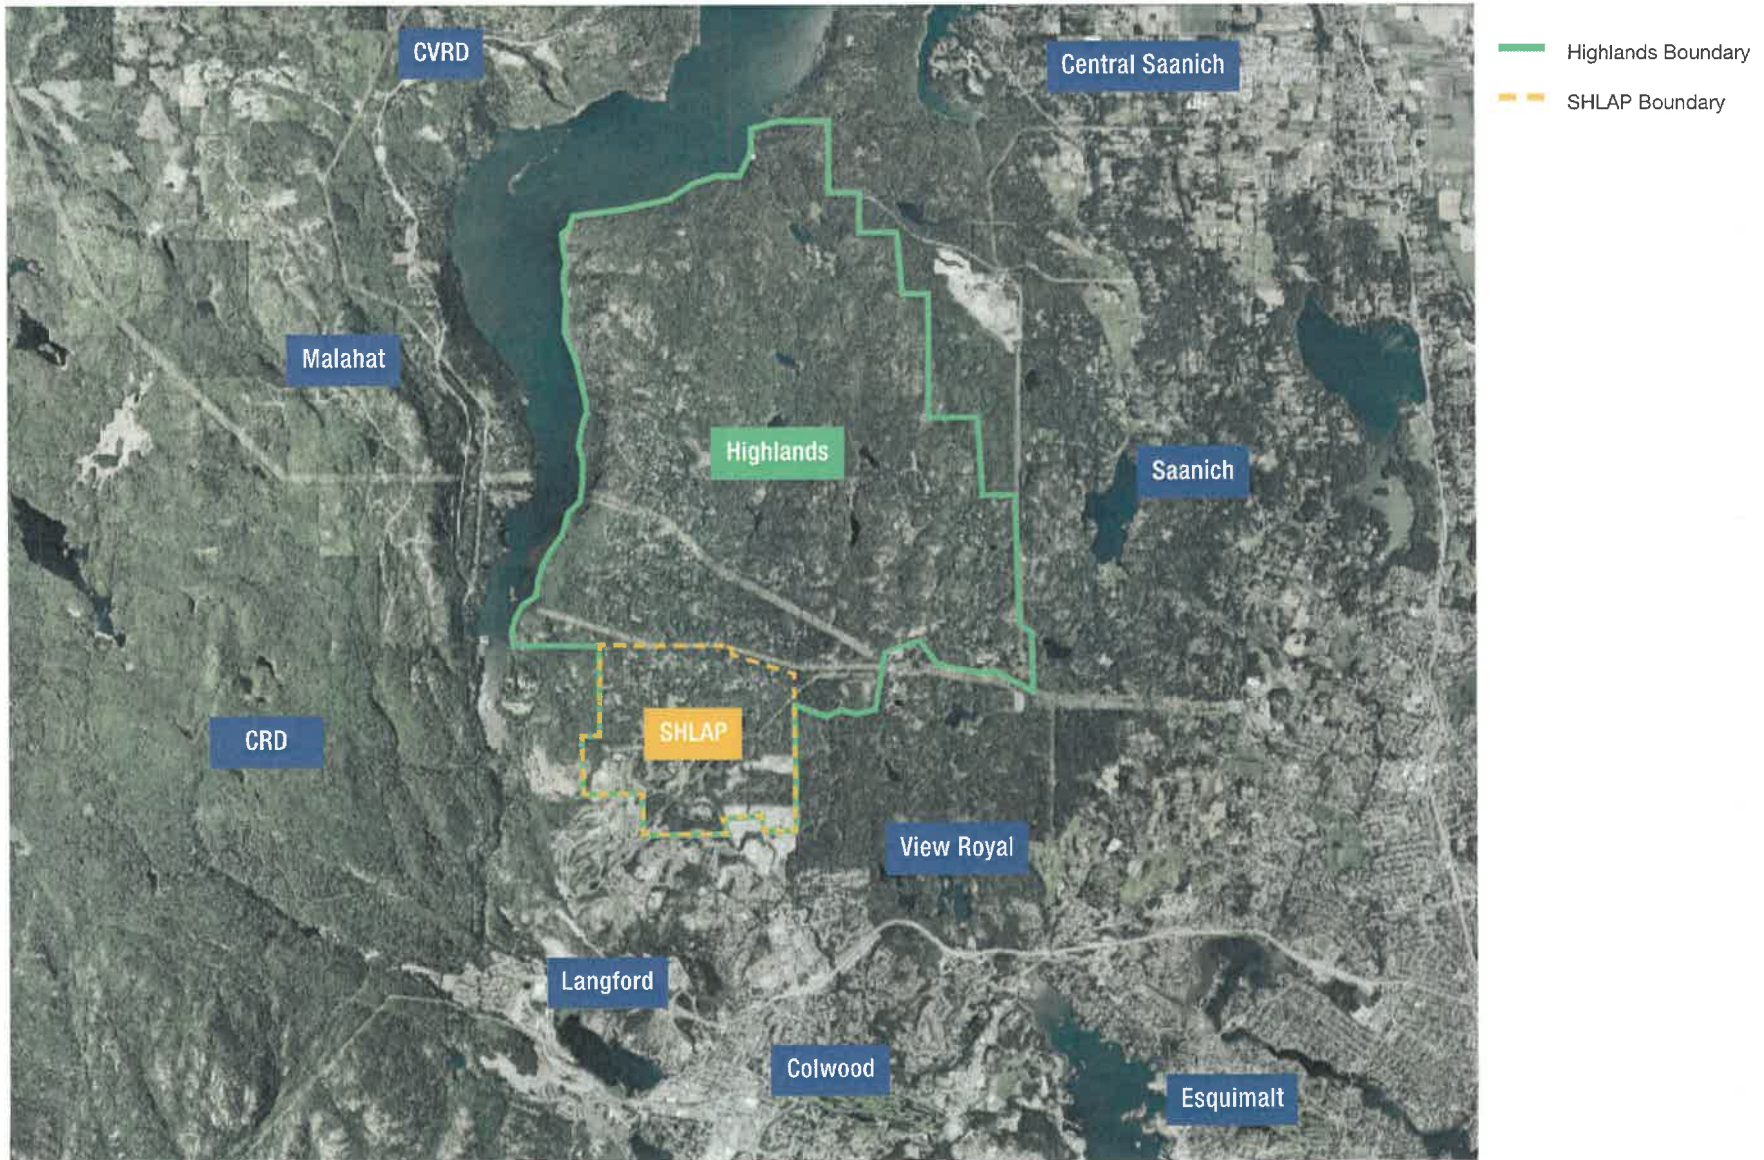 CVRD
Central Saanich
Highlands Boundary
SHLAP Boundary
Malahat
Highlands
Saanich
CRD
SHLAP
View Royal
Langford
Colwood
Esquimalt